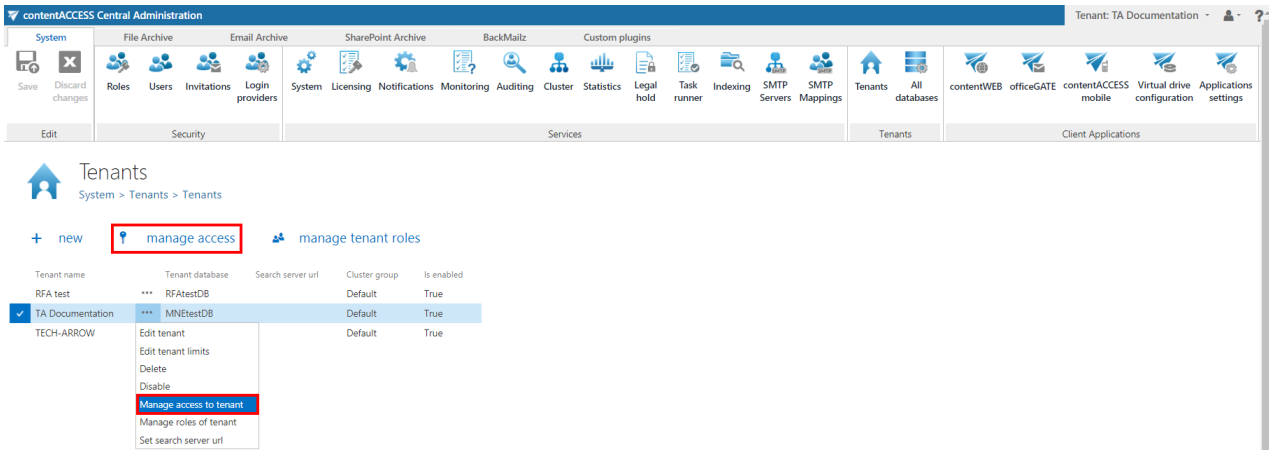 contentACCESS Central Administration
Tenant: TA Documentation
?
System File Archive Email Archive SharePoint Archive BackMailz Custom plugins
Save Discard changes Roles Users Invitations Login providers System Licensing Notifications Monitoring Auditing Cluster Statistics Legal hold Task runner Indexing SMTP Servers SMTP Mappings Tenants All databases contentWEB officeGATE contentACCESS mobile Virtual drive configuration Applications settings
Edit Security Services Tenants Client Applications
Tenants
System > Tenants > Tenants
+ new manage access manage tenant roles
Tenant name Tenant database Search server url Cluster group Is enabled
RFA test ••• RFAtestDB Default True
TA Documentation ••• MNEtestDB Default True
TECH-ARROW Default True
Edit tenant
Edit tenant limits
Delete
Disable
Manage access to tenant
Manage roles of tenant
Set search server url